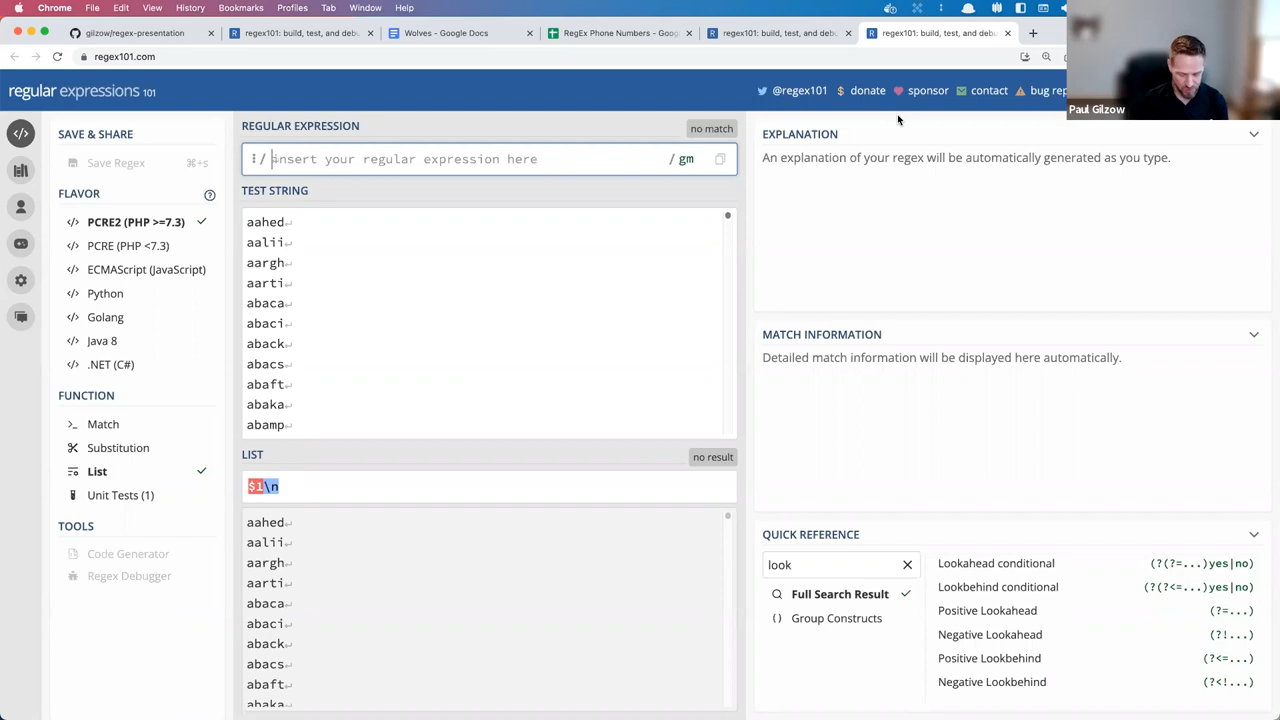 Chrome File Edit View History Bookmarks Profiles Tab Window Help
gilzow/regex-presentation
regex101: build, test, and debu
Wolves - Google Docs
RegEx Phone Numbers - Goog
regex101: build, test, and debu
regex101: build, test, and debu
regex101.com
regular expressions 101
@regex101
$ donate
sponsor
contact
bug rep
Paul Gilzow
SAVE & SHARE
Save Regex ⌘+s
FLAVOR
PCRE2 (PHP >=7.3)
PCRE (PHP <7.3)
ECMAScript (JavaScript)
Python
Golang
Java 8
.NET (C#)
FUNCTION
Match
Substitution
List
Unit Tests (1)
TOOLS
Code Generator
Regex Debugger
REGULAR EXPRESSION
no match
/ insert your regular expression here / gm
TEST STRING
aahed
aalii
aargh
aarti
abaca
abaci
aback
abacs
abaft
abaka
abamp
LIST
no result
$1\n
aahed
aalii
aargh
aarti
abaca
abaci
aback
abacs
abaft
abaka
EXPLANATION
An explanation of your regex will be automatically generated as you type.
MATCH INFORMATION
Detailed match information will be displayed here automatically.
QUICK REFERENCE
look
Full Search Result
Group Constructs
Lookahead conditional (?(?=...)yes|no)
Lookbehind conditional (?(?<=...)yes|no)
Positive Lookahead (?=...)
Negative Lookahead (?!...)
Positive Lookbehind (?<=...)
Negative Lookbehind (?<!...)